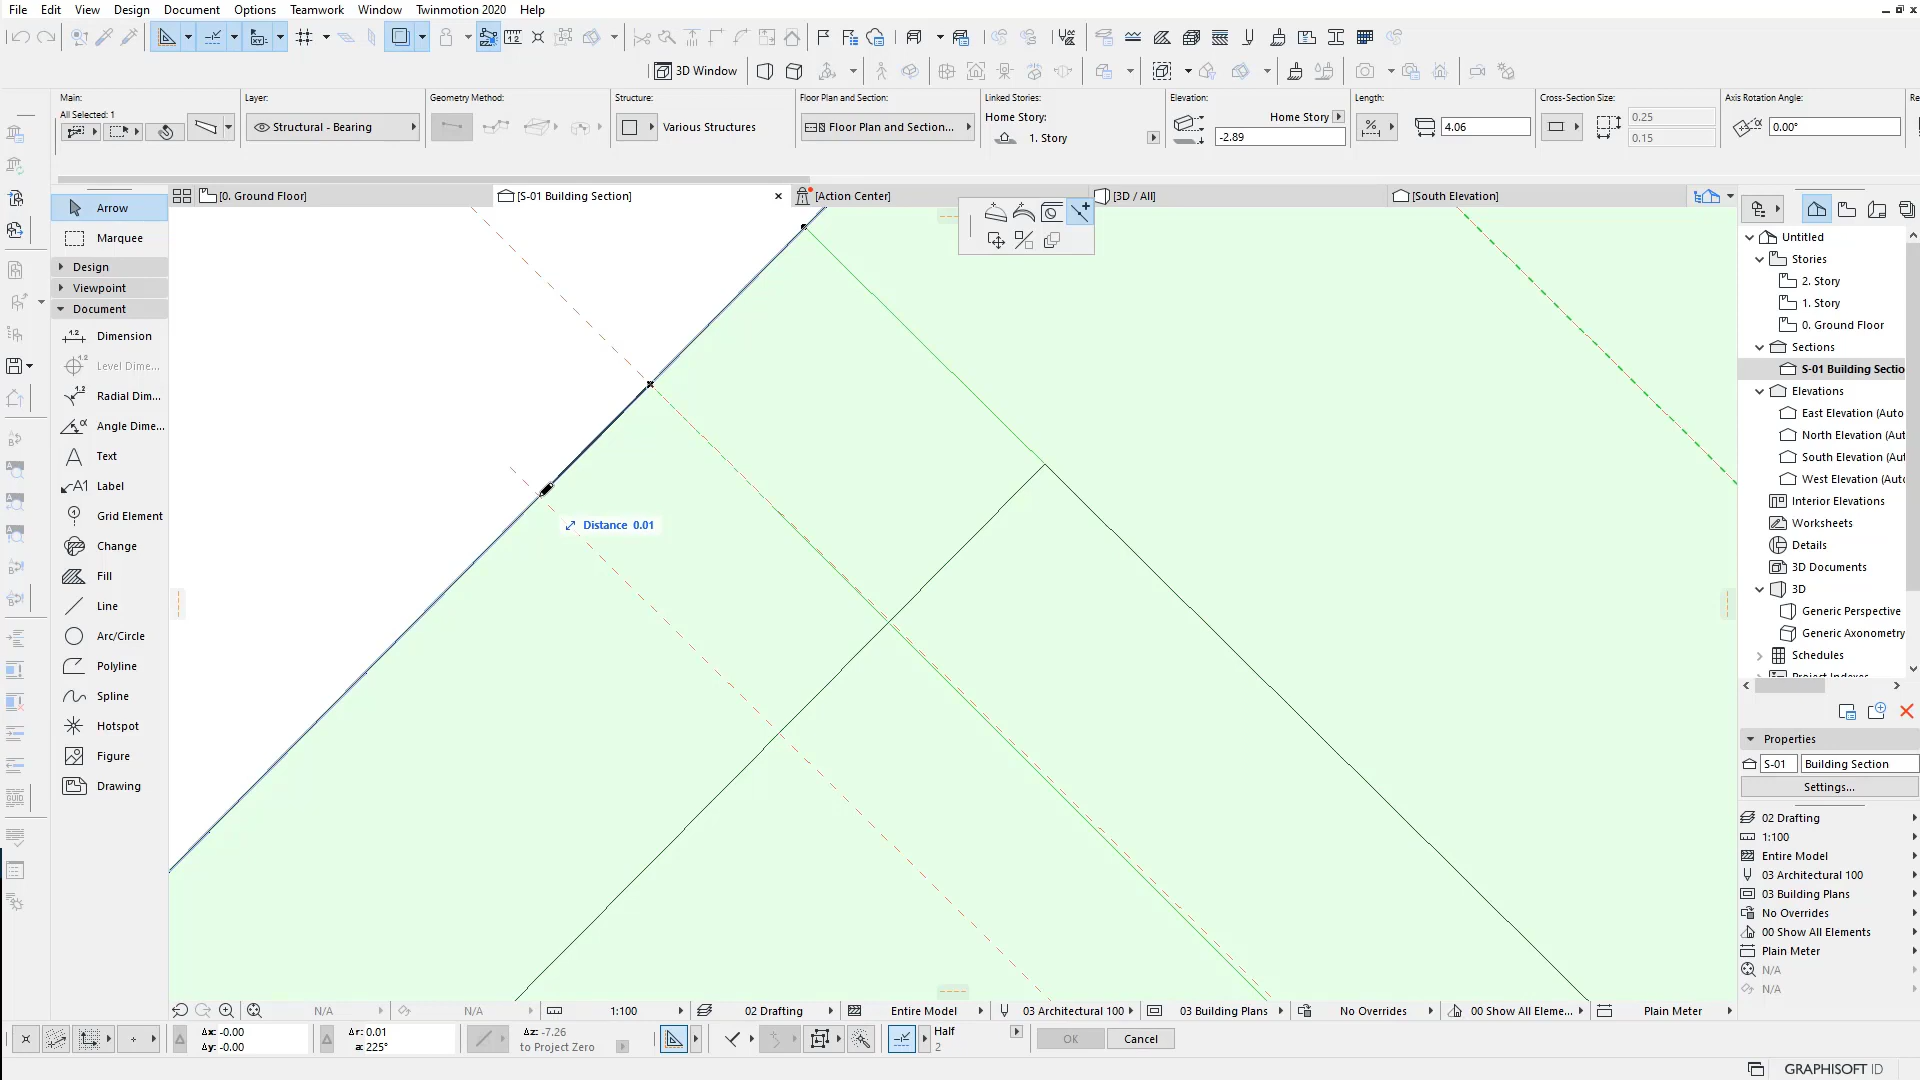 File Edit View Design Document Options Teamwork Window Twinmotion 2020 Help
3D Window
Main: Layer: Geometry Method: Structure: Floor Plan and Section: Linked Stories: Elevation: Length: Cross-Section Size: Axis Rotation Angle: Re
All Selected: 1
Structural - Bearing
Various Structures
Floor Plan and Section...
Home Story:
1. Story
Home Story
-2.89
4.06
0.25
0.15
0.00°
[0. Ground Floor] [S-01 Building Section] [Action Center] [3D / All] [South Elevation]
Arrow
Marquee
Design
Viewpoint
Document
Dimension
Level Dime...
Radial Dim...
Angle Dime...
Text
Label
Grid Element
Change
Fill
Line
Arc/Circle
Polyline
Spline
Hotspot
Figure
Drawing
Distance 0.01
Untitled
Stories
2. Story
1. Story
0. Ground Floor
Sections
S-01 Building Sectio
Elevations
East Elevation (Auto
North Elevation (Aut
South Elevation (Aut
West Elevation (Auto
Interior Elevations
Worksheets
Details
3D Documents
3D
Generic Perspective
Generic Axonometry
Schedules
Project Indexes
Properties
S-01 Building Section
Settings...
02 Drafting
1:100
Entire Model
03 Architectural 100
03 Building Plans
No Overrides
00 Show All Elements
Plain Meter
N/A
N/A
N/A N/A 1:100 02 Drafting Entire Model 03 Architectural 100 03 Building Plans No Overrides 00 Show All Eleme... Plain Meter
Δx: -0.00
Δy: -0.00
Δr: 0.01
a: 225°
Δz: -7.26
to Project Zero
Half
2
OK Cancel
GRAPHISOFT ID